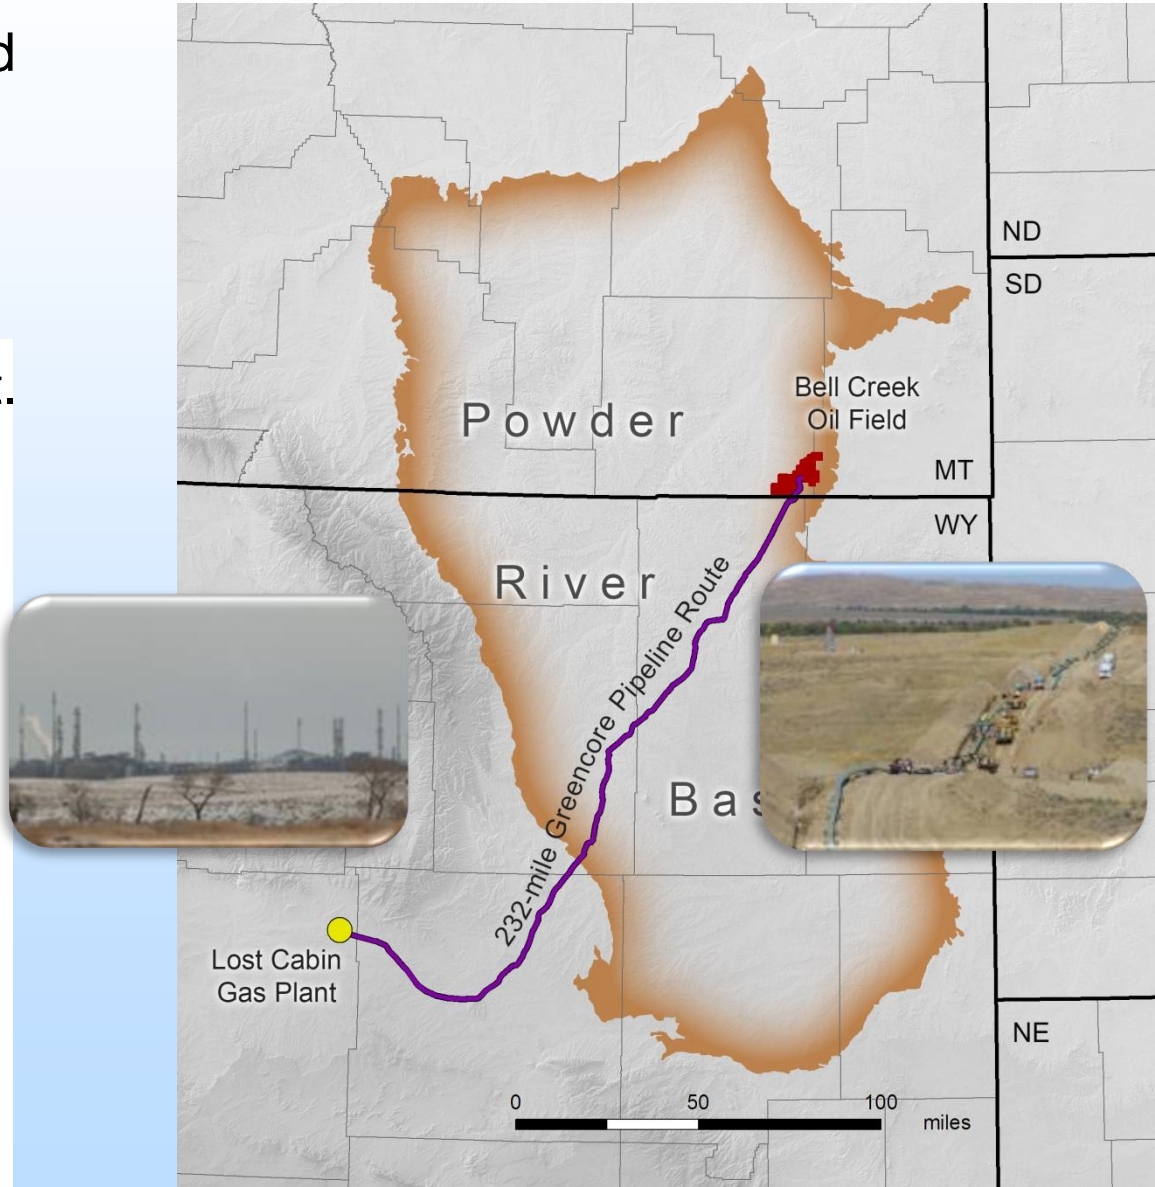 d
ND
SD
t.
Bell Creek
Oil Field
Powder
MT
WY
River
232-mile Greencore Pipeline Route
Bas
Lost Cabin
Gas Plant
NE
0 50 100
miles